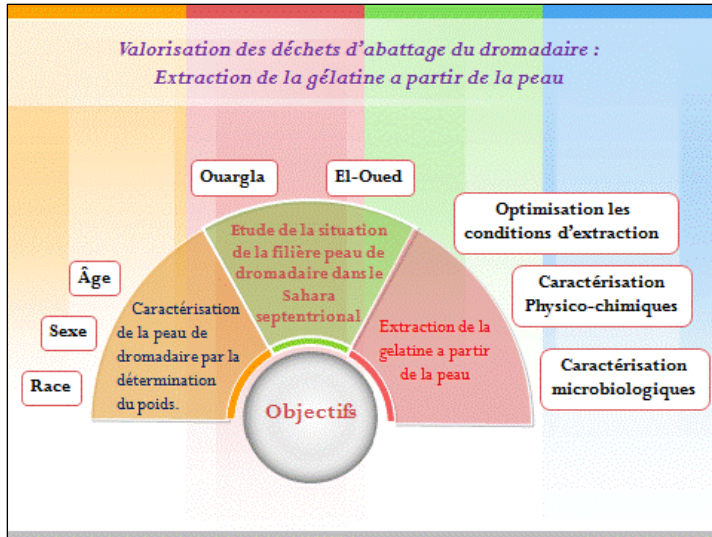 Valorisation des déchets d'abattage du dromadaire :
Extraction de la gélatine a partir de la peau
Ouargla
El-Oued
Optimisation les
conditions d'extraction
Etude de la situation
de la filière peau de
dromadaire dans le
Sahara
septentrional
Âge
Sexe
Race
Caractérisation
de la peau de
dromadaire par la
détermination
du poids.
Extraction de la
gelatine a partir
de la peau
Caractérisation
Physico-chimiques
Caractérisation
microbiologiques
Objectifs